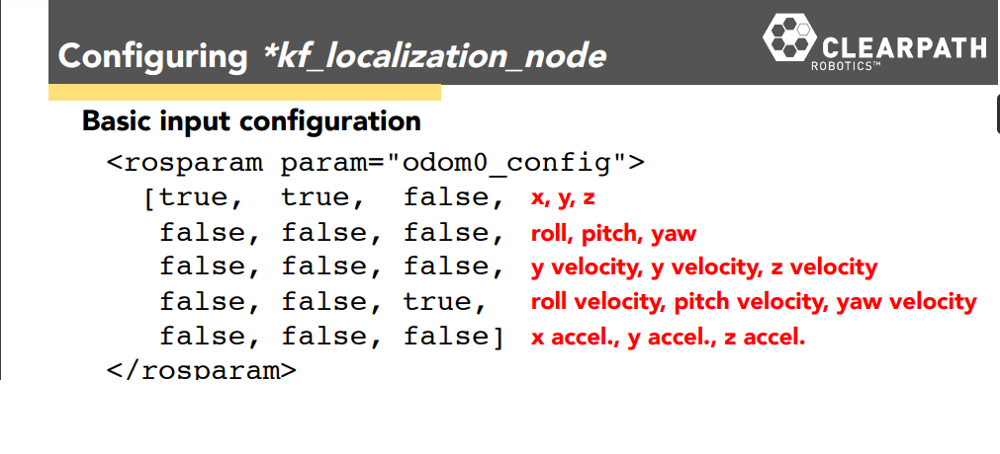 Configuring *kf_localization_node
CLEARPATH
ROBOTICS™
Basic input configuration
<rosparam param="odom0_config">
[true, true, false, x, y, z
false, false, false, roll, pitch, yaw
false, false, false, y velocity, y velocity, z velocity
false, false, true, roll velocity, pitch velocity, yaw velocity
false, false, false] x accel., y accel., z accel.
</rosparam>